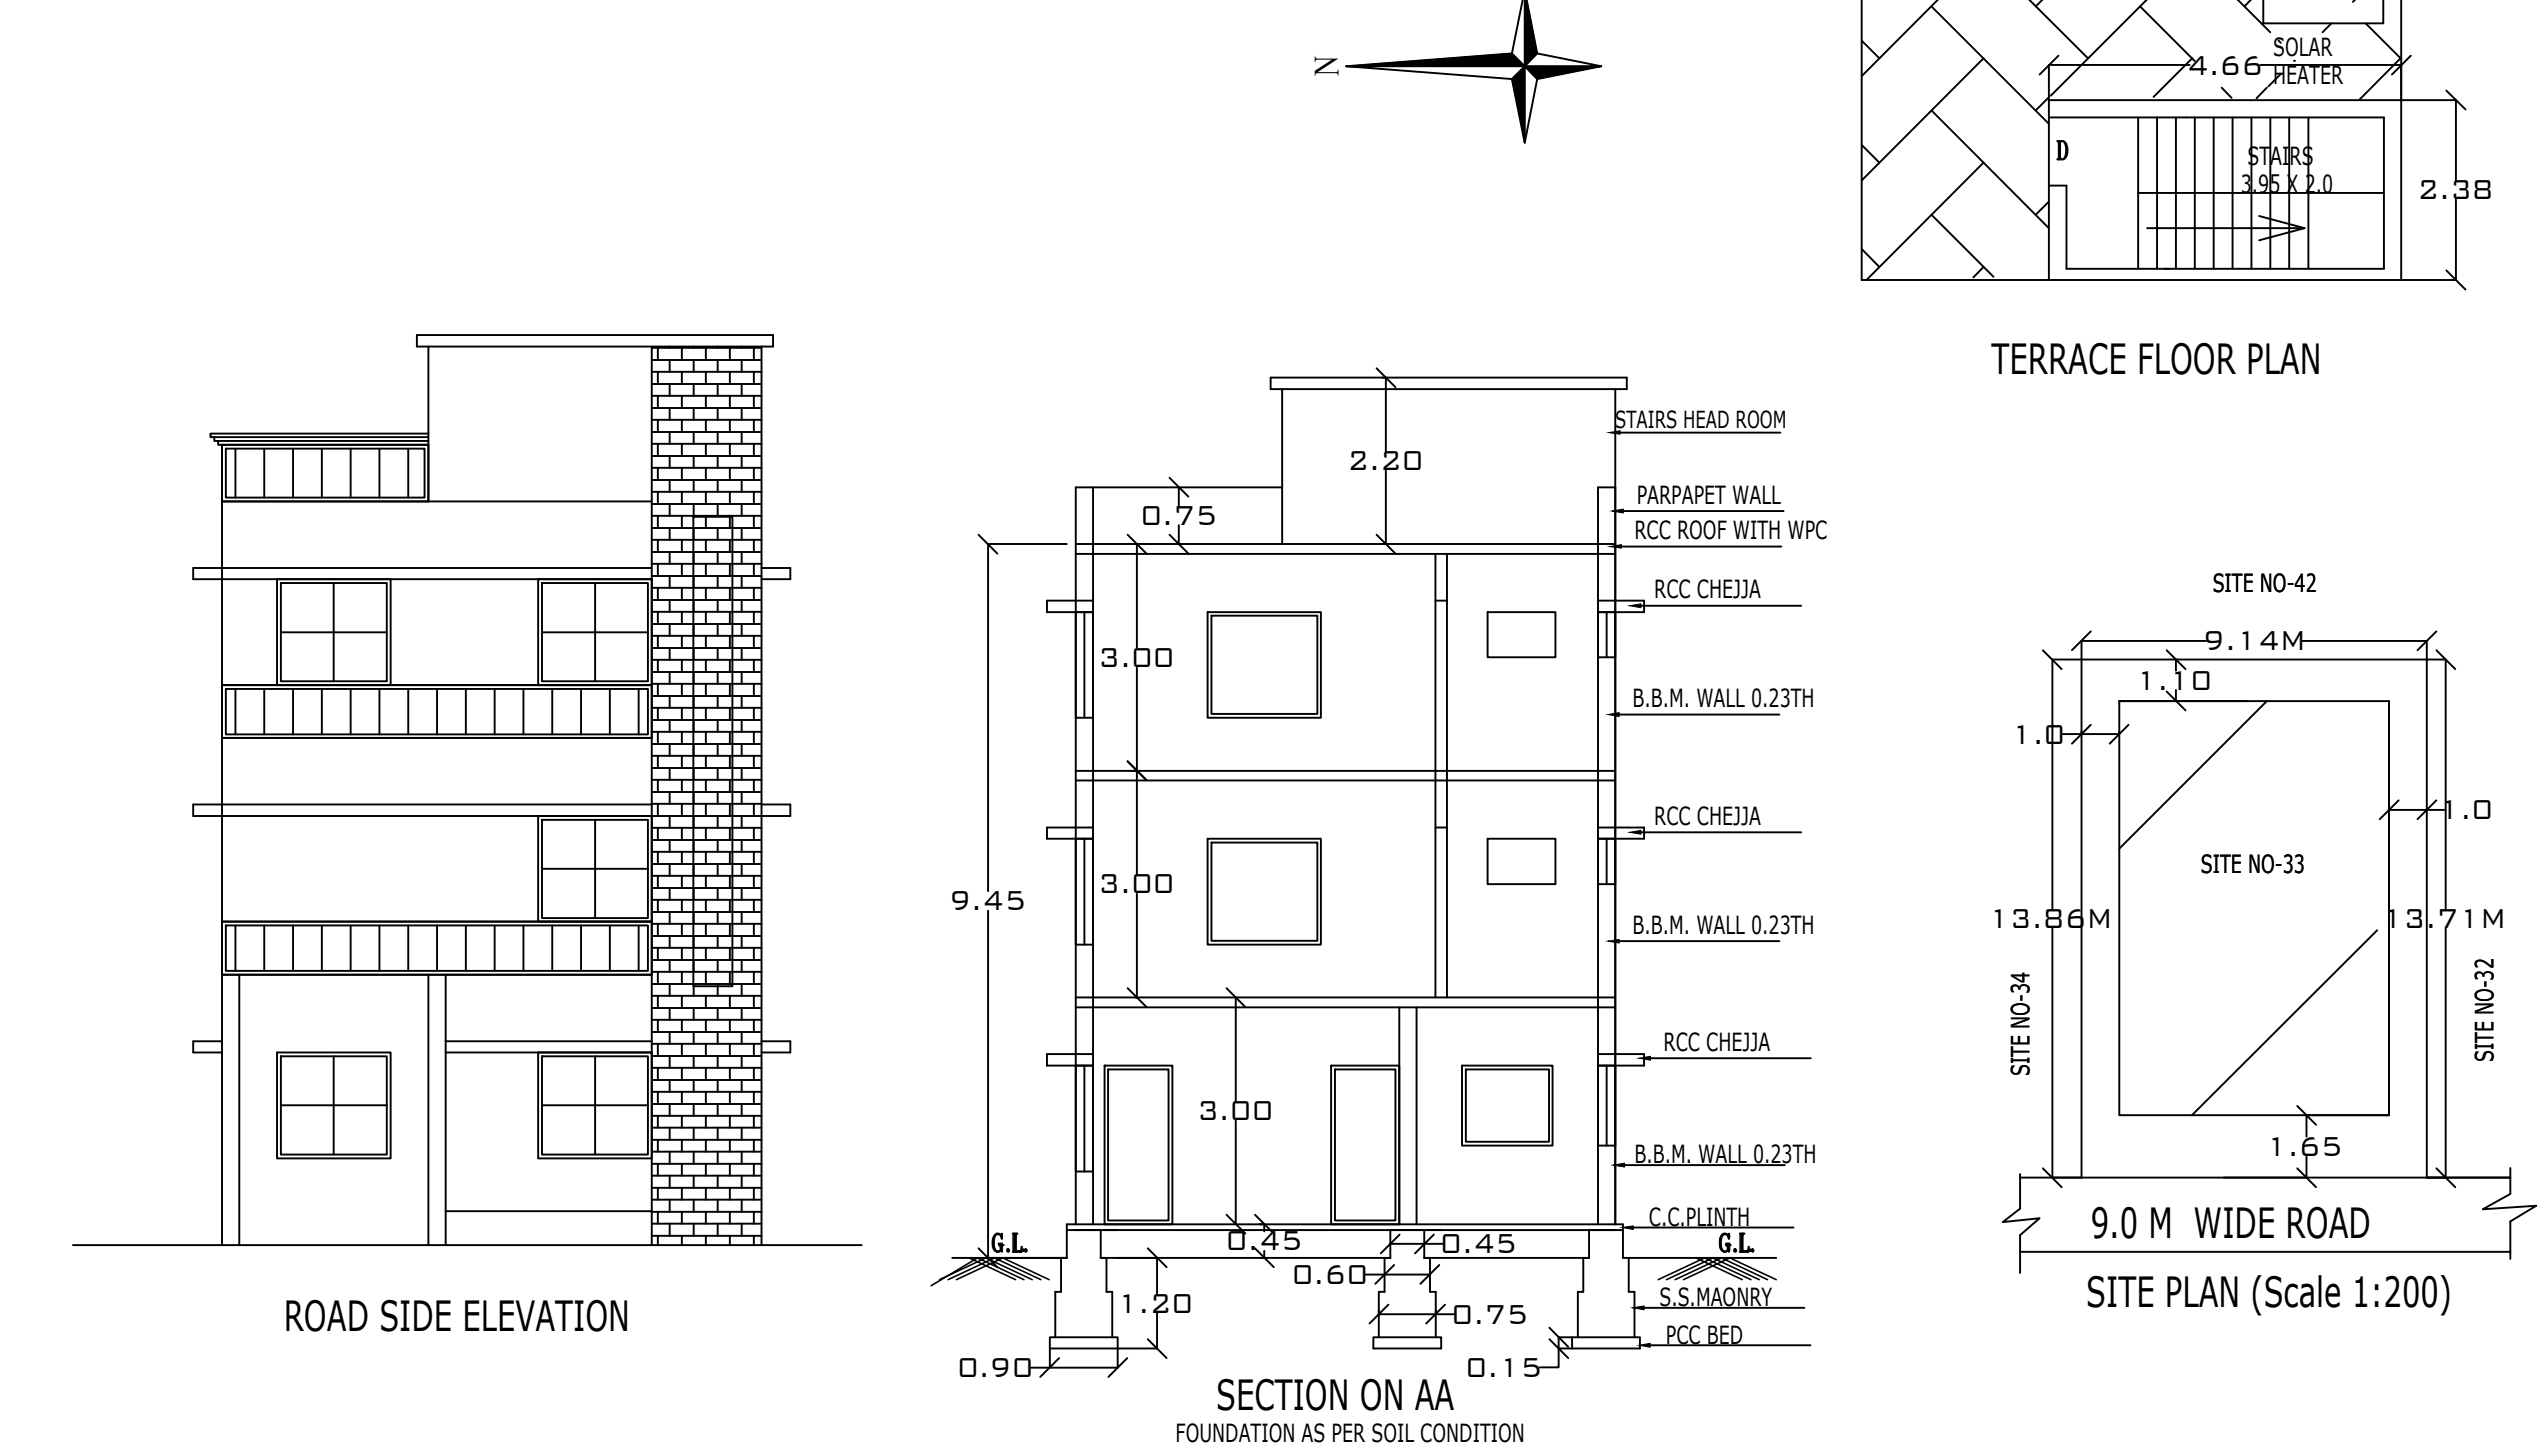 N
SOLAR
HEATER
4.66
D
STAIRS
3.95 X 2.0
2.38
TERRACE FLOOR PLAN
ROAD SIDE ELEVATION
2.20
0.75
9.45
3.00
3.00
3.00
STAIRS HEAD ROOM
PARPAPET WALL
RCC ROOF WITH WPC
RCC CHEJJA
B.B.M. WALL 0.23TH
RCC CHEJJA
B.B.M. WALL 0.23TH
RCC CHEJJA
B.B.M. WALL 0.23TH
C.C.PLINTH
G.L.
G.L.
0.45
0.45
0.60
1.20
0.75
S.S.MAONRY
PCC BED
0.90
0.15
SECTION ON AA
FOUNDATION AS PER SOIL CONDITION
SITE NO-42
9.14M
1.10
1.0
1.0
SITE NO-33
13.86M
13.71M
SITE NO-34
SITE NO-32
1.65
9.0 M WIDE ROAD
SITE PLAN (Scale 1:200)